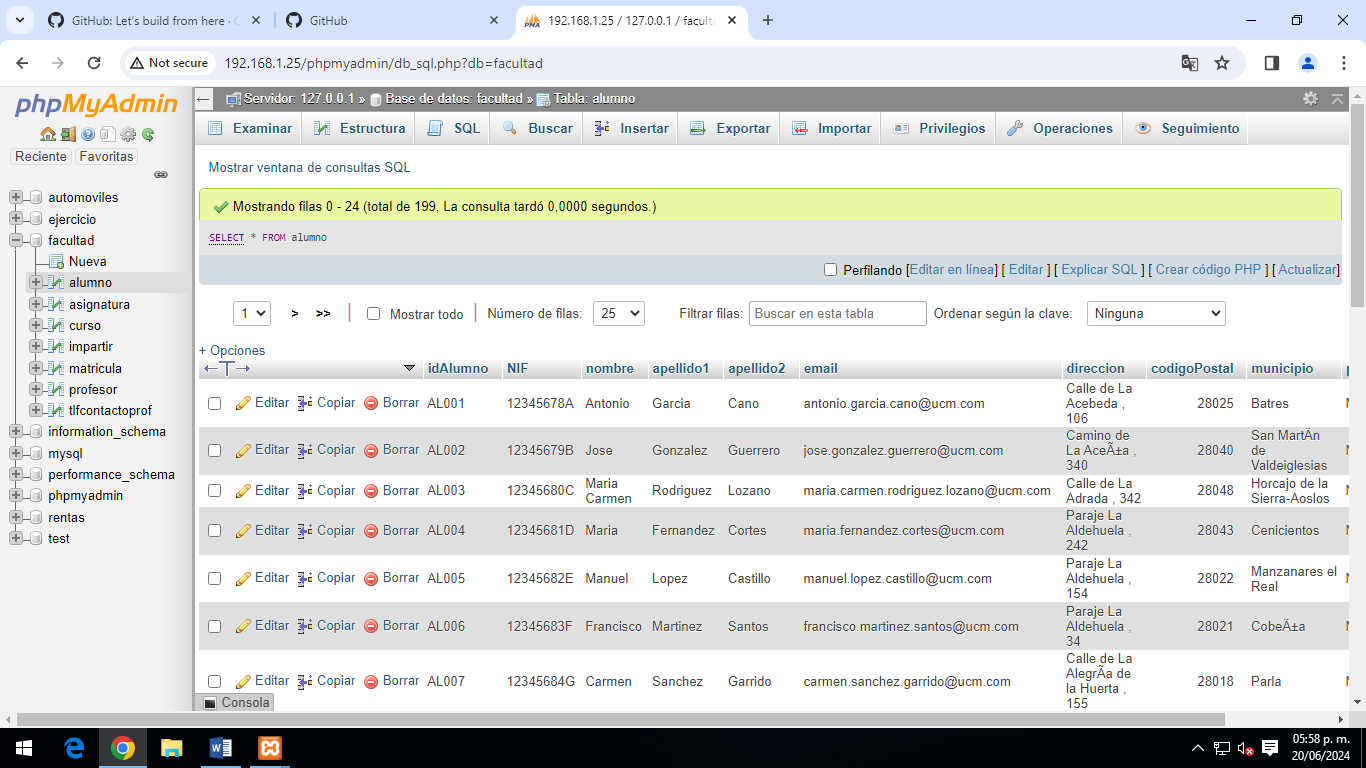 GitHub: Let's build from here · G
GitHub
192.168.1.25 / 127.0.0.1 / faculta
Not secure
192.168.1.25/phpmyadmin/db_sql.php?db=facultad
phpMyAdmin
Reciente
Favoritas
automoviles
ejercicio
facultad
Nueva
alumno
asignatura
curso
impartir
matricula
profesor
tlfcontactoprof
information_schema
mysql
performance_schema
phpmyadmin
rentas
test
Servidor: 127.0.0.1 » Base de datos: facultad » Tabla: alumno
Examinar Estructura SQL Buscar Insertar Exportar Importar Privilegios Operaciones Seguimiento
Mostrar ventana de consultas SQL
Mostrando filas 0 - 24 (total de 199, La consulta tardó 0,0000 segundos.)
SELECT * FROM alumno
Perfilando [Editar en línea] [ Editar ] [ Explicar SQL ] [ Crear código PHP ] [ Actualizar]
1 > >> | Mostrar todo | Número de filas: 25 Filtrar filas: Buscar en esta tabla Ordenar según la clave: Ninguna
+ Opciones
←T→ idAlumno NIF nombre apellido1 apellido2 email direccion codigoPostal municipio p
Editar Copiar Borrar AL001 12345678A Antonio Garcia Cano antonio.garcia.cano@ucm.com Calle de La Acebeda , 106 28025 Batres
Editar Copiar Borrar AL002 12345679B Jose Gonzalez Guerrero jose.gonzalez.guerrero@ucm.com Camino de La AceÃ±a , 340 28040 San MartÃ­n de Valdeiglesias
Editar Copiar Borrar AL003 12345680C Maria Carmen Rodriguez Lozano maria.carmen.rodriguez.lozano@ucm.com Calle de La Adrada , 342 28048 Horcajo de la Sierra-Aoslos
Editar Copiar Borrar AL004 12345681D Maria Fernandez Cortes maria.fernandez.cortes@ucm.com Paraje La Aldehuela , 242 28043 Cenicientos
Editar Copiar Borrar AL005 12345682E Manuel Lopez Castillo manuel.lopez.castillo@ucm.com Paraje La Aldehuela , 154 28022 Manzanares el Real
Editar Copiar Borrar AL006 12345683F Francisco Martinez Santos francisco.martinez.santos@ucm.com Paraje La Aldehuela , 34 28021 CobeÃ±a
Editar Copiar Borrar AL007 12345684G Carmen Sanchez Garrido carmen.sanchez.garrido@ucm.com Calle de La AlegrÃ­a de la Huerta , 155 28018 Parla
Consola
05:58 p. m.
20/06/2024